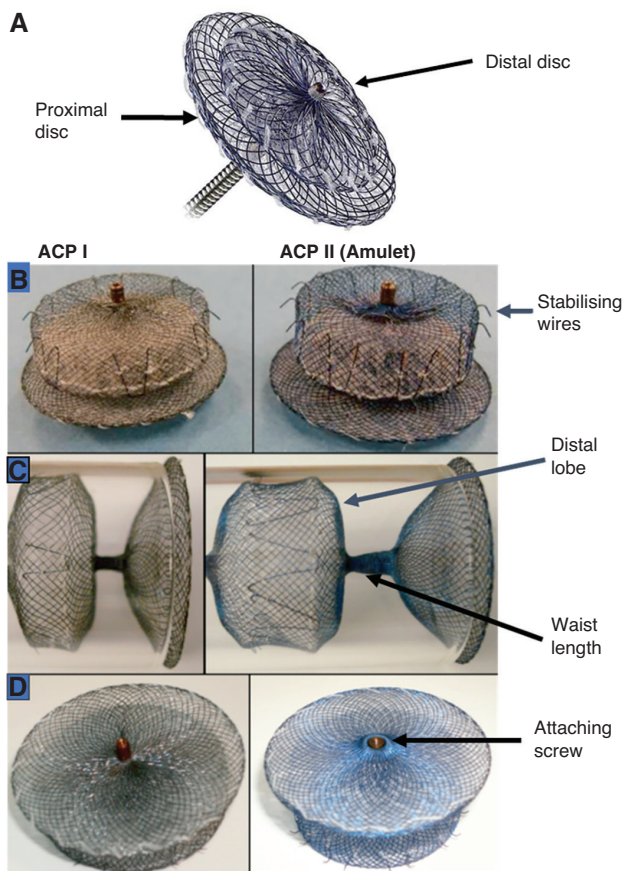 A
Distal disc
Proximal
disc
ACP I
ACP II (Amulet)
B
Stabilising
wires
Distal
lobe
C
Waist
length
D
Attaching
screw